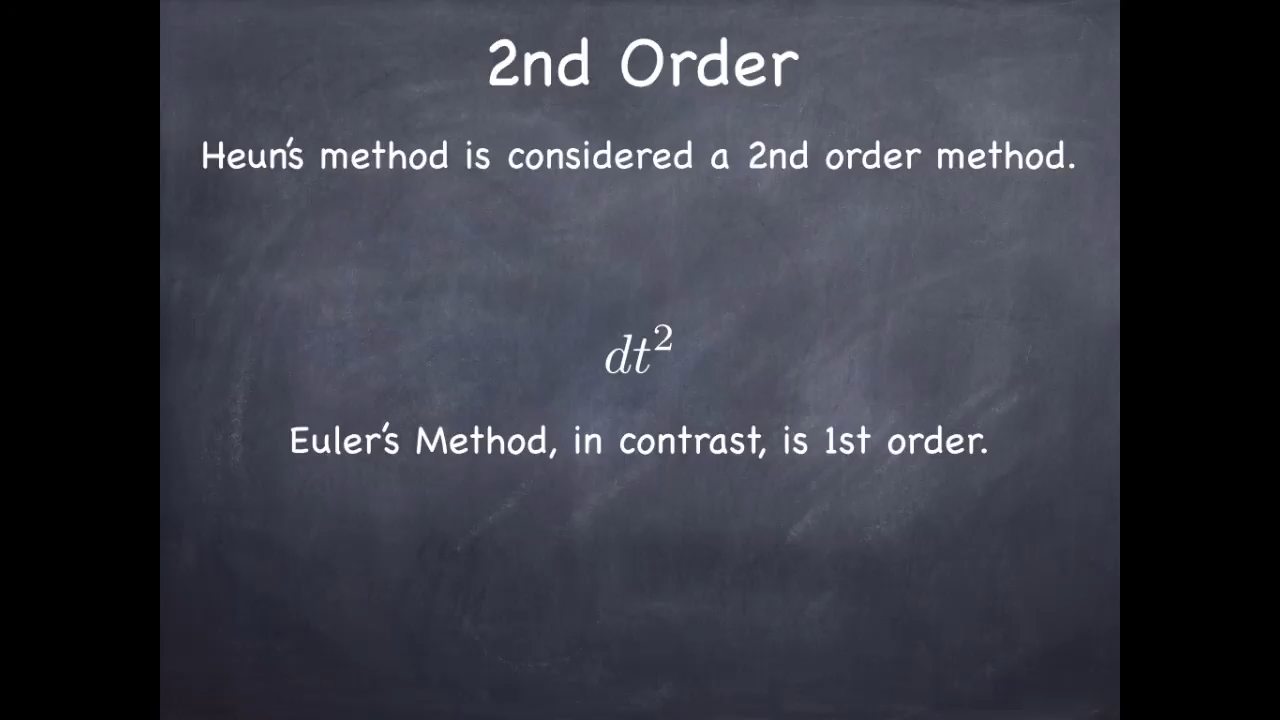 2nd Order
Heun's method is considered a 2nd order method.
dt²
Euler's Method, in contrast, is 1st order.